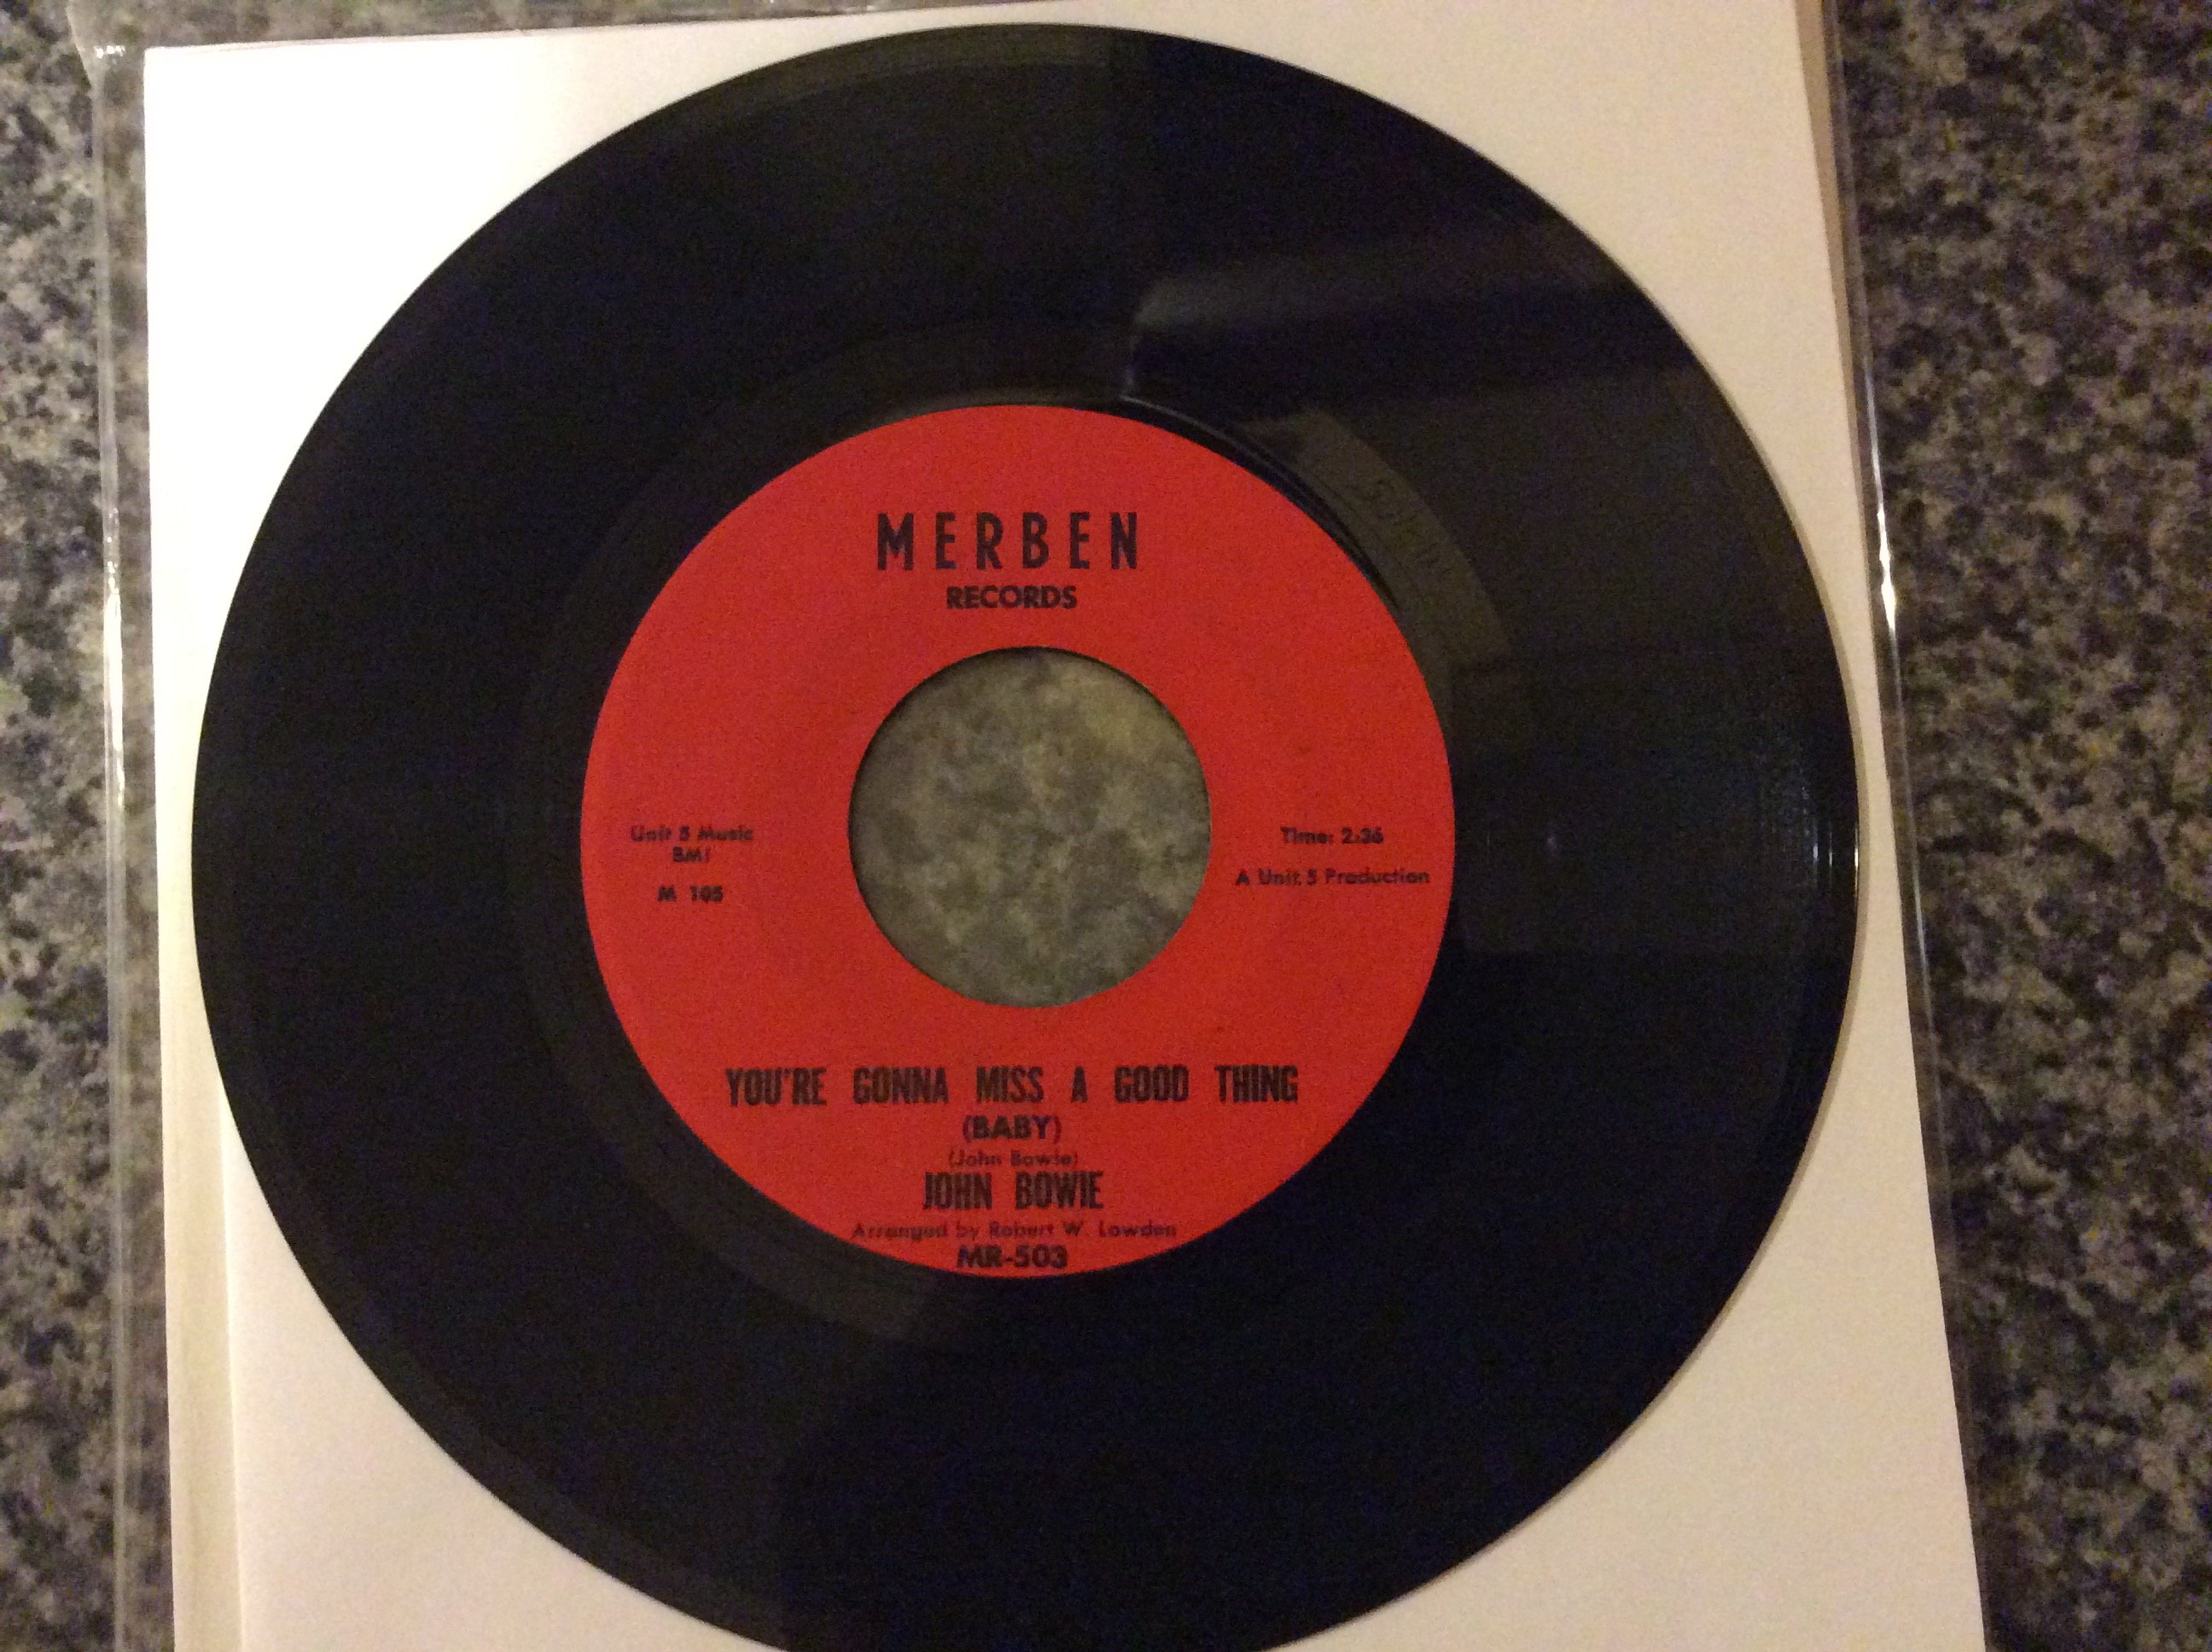 MERBEN
RECORDS
Unit 5 Music
BMI
M 105
Time: 2:36
A Unit 5 Production
YOU'RE GONNA MISS A GOOD THING
(BABY)
(John Bowie)
JOHN BOWIE
Arranged by Robert W. Lowden
MR-503